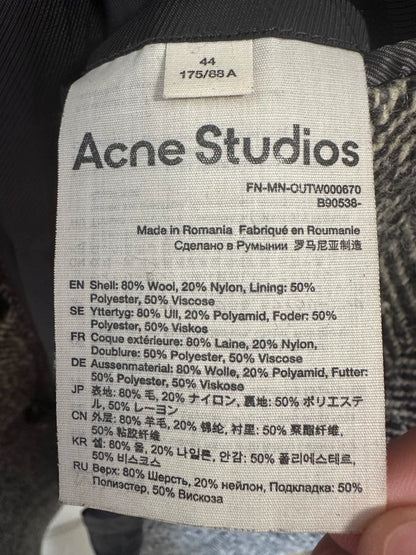 44
175/88 A
Acne Studios
FN-MN-OUTW000670
B90538-
Made in Romania Fabriqué en Roumanie
Сделано в Румынии 罗马尼亚制造
EN Shell: 80% Wool, 20% Nylon, Lining: 50%
Polyester, 50% Viscose
SE Yttertyg: 80% Ull, 20% Polyamid, Foder: 50%
Polyester, 50% Viskos
FR Coque extérieure: 80% Laine, 20% Nylon,
Doublure: 50% Polyester, 50% Viscose
DE Aussenmaterial: 80% Wolle, 20% Polyamid, Futter:
50% Polyester, 50% Viskose
JP 表地: 80% 毛, 20% ナイロン, 裏地: 50% ポリエステ
ル, 50% レーヨン
CN 外层: 80% 羊毛, 20% 锦纶, 衬里: 50% 聚酯纤维,
50% 粘胶纤维
KR 쉘: 80% 울, 20% 나일론, 안감: 50% 폴리에스테르,
50% 비스코스
RU Верх: 80% Шерсть, 20% нейлон, Подкладка: 50%
Полиэстер, 50% Вискоза